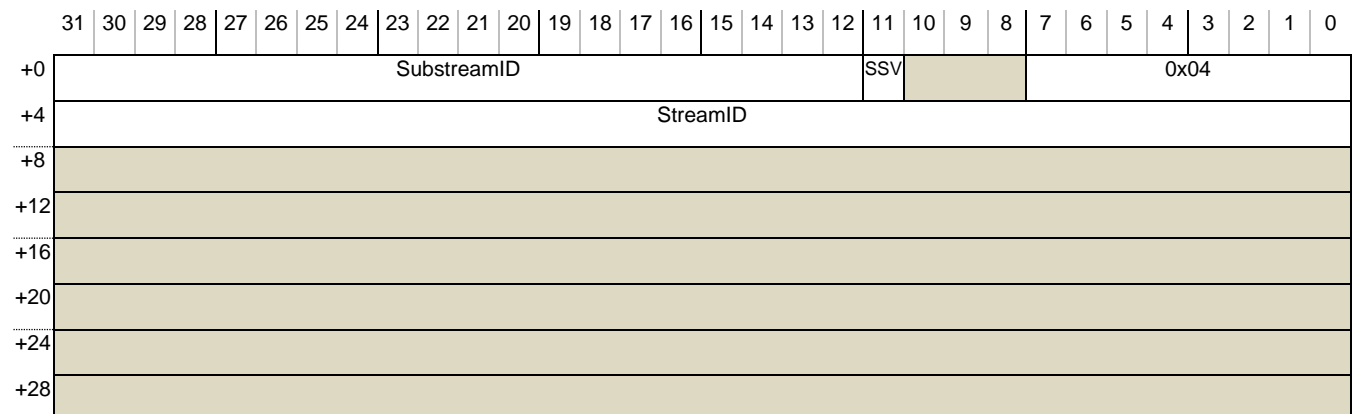 31 30 29 28 27 26 25 24 23 22 21 20 19 18 17 16 15 14 13 12 11 10 9 8 7 6 5 4 3 2 1 0
+0 SubstreamID SSV 0x04
+4 StreamID
+8
+12
+16
+20
+24
+28